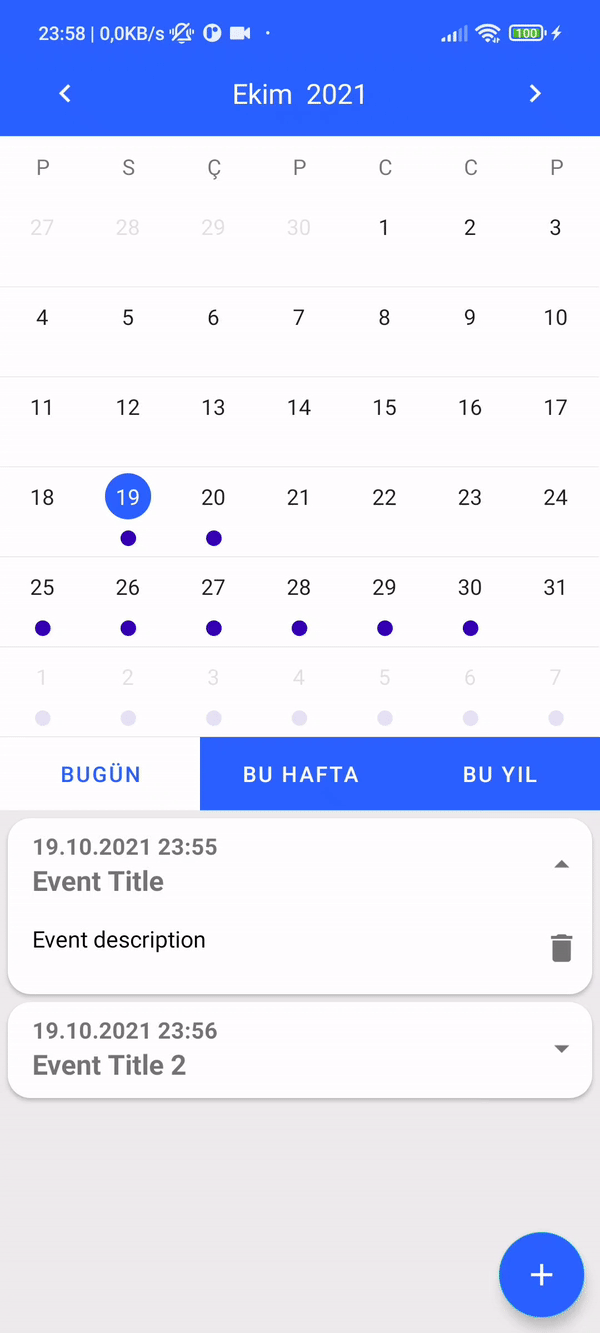 23:58 | 0,0KB/s 100
Ekim 2021
P S Ç P C C P
27 28 29 30 1 2 3
4 5 6 7 8 9 10
11 12 13 14 15 16 17
18 19 20 21 22 23 24
25 26 27 28 29 30 31
1 2 3 4 5 6 7
BUGÜN BU HAFTA BU YIL
19.10.2021 23:55
Event Title
Event description
19.10.2021 23:56
Event Title 2